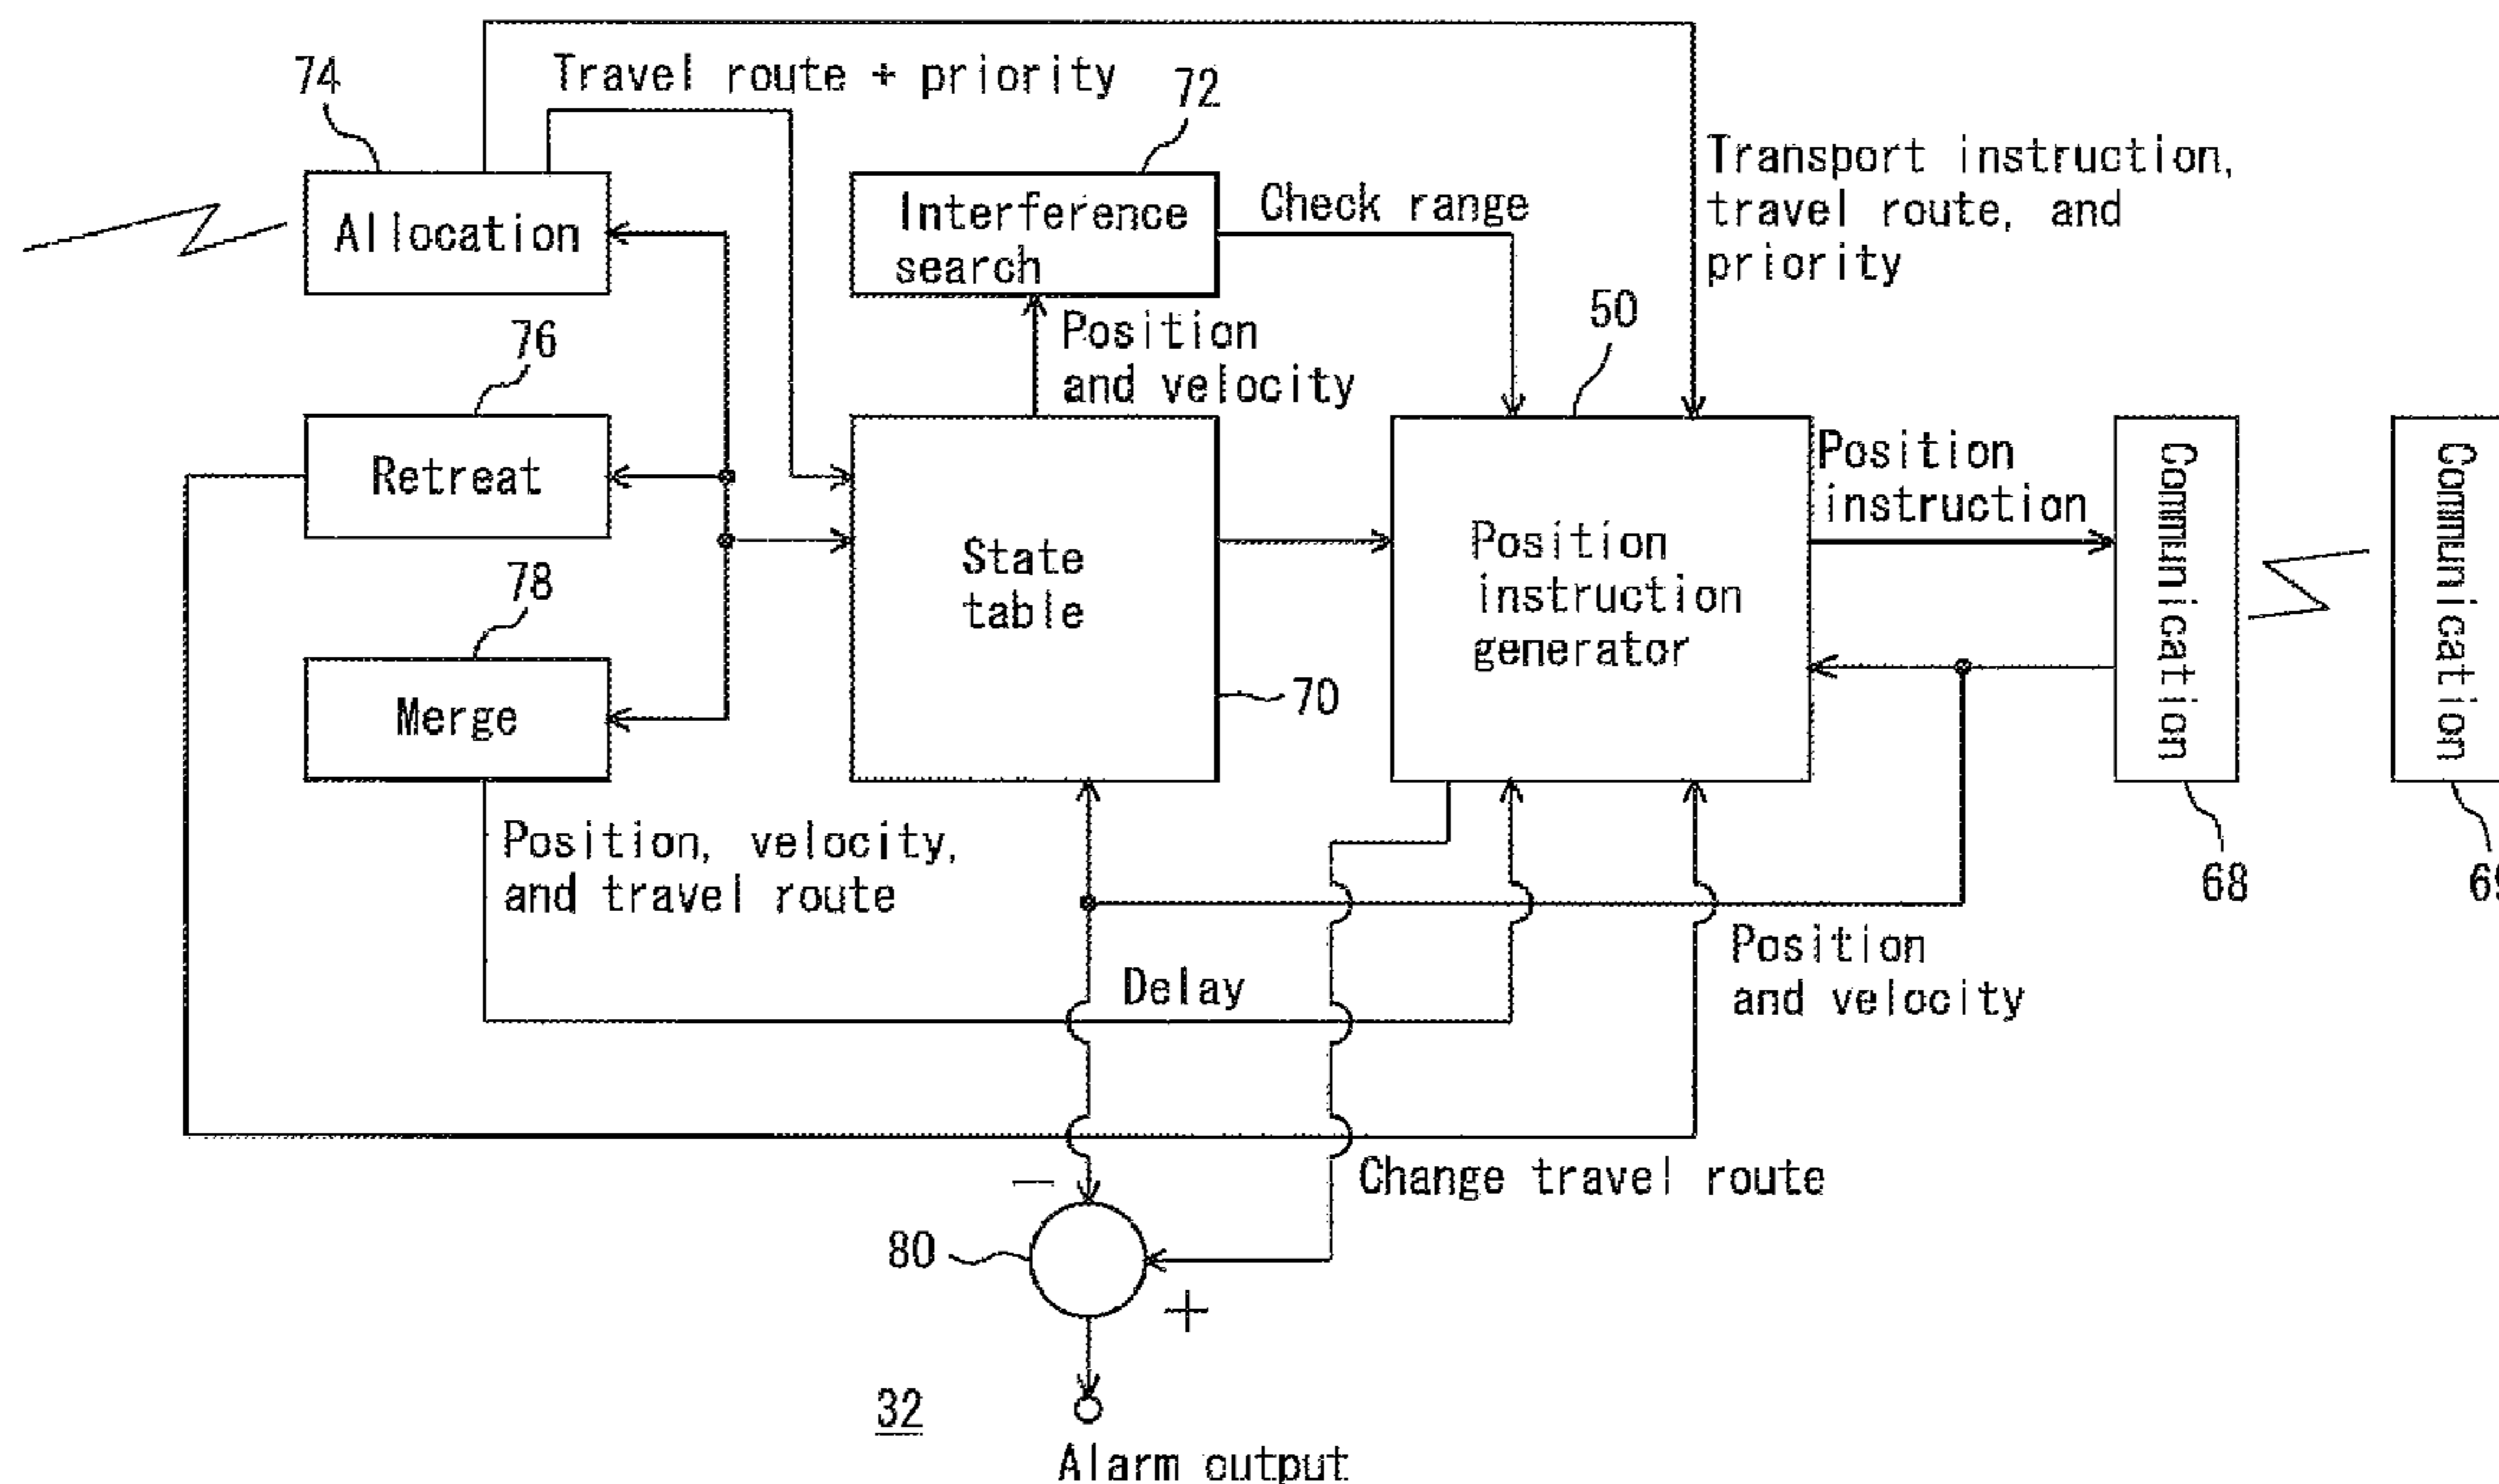 74
Travel route + priority
72
Transport instruction,
travel route, and
priority
Allocation
Interference
search
Check range
50
76
Position
and velocity
Retreat
Position
instruction
Communication
Communication
State
table
Position
instruction
generator
78
Merge
70
Position, velocity,
and travel route
68
Position
and velocity
Delay
Change travel route
−
80
+
32
Alarm output